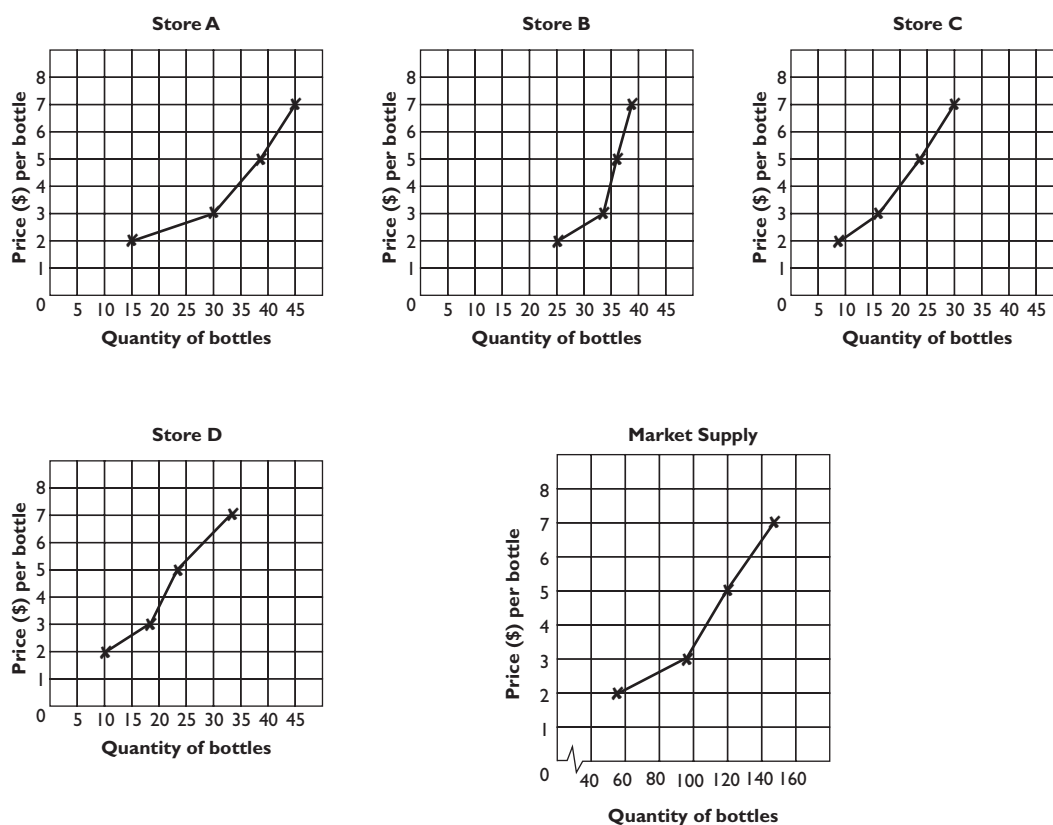 Store A
Price ($) per bottle
8
7
6
5
4
3
2
1
0
5 10 15 20 25 30 35 40 45
Quantity of bottles
Store B
Price ($) per bottle
8
7
6
5
4
3
2
1
0
5 10 15 20 25 30 35 40 45
Quantity of bottles
Store C
Price ($) per bottle
8
7
6
5
4
3
2
1
0
5 10 15 20 25 30 35 40 45
Quantity of bottles
Store D
Price ($) per bottle
8
7
6
5
4
3
2
1
0
5 10 15 20 25 30 35 40 45
Quantity of bottles
Market Supply
Price ($) per bottle
8
7
6
5
4
3
2
1
0
40 60 80 100 120 140 160
Quantity of bottles